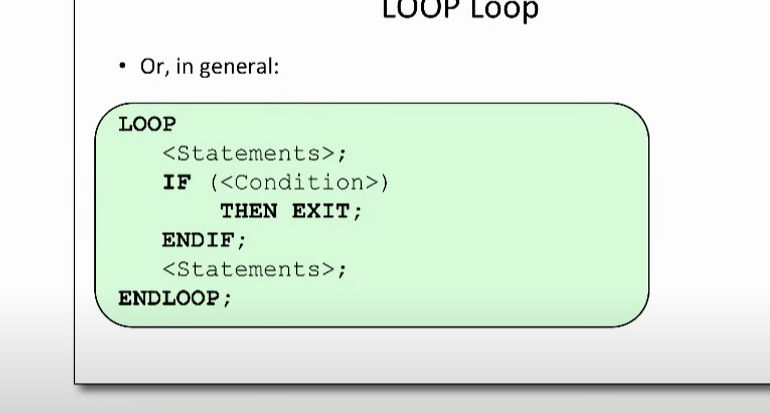 LOOP Loop
• Or, in general:
LOOP
<Statements>;
IF (<Condition>)
THEN EXIT;
ENDIF;
<Statements>;
ENDLOOP;